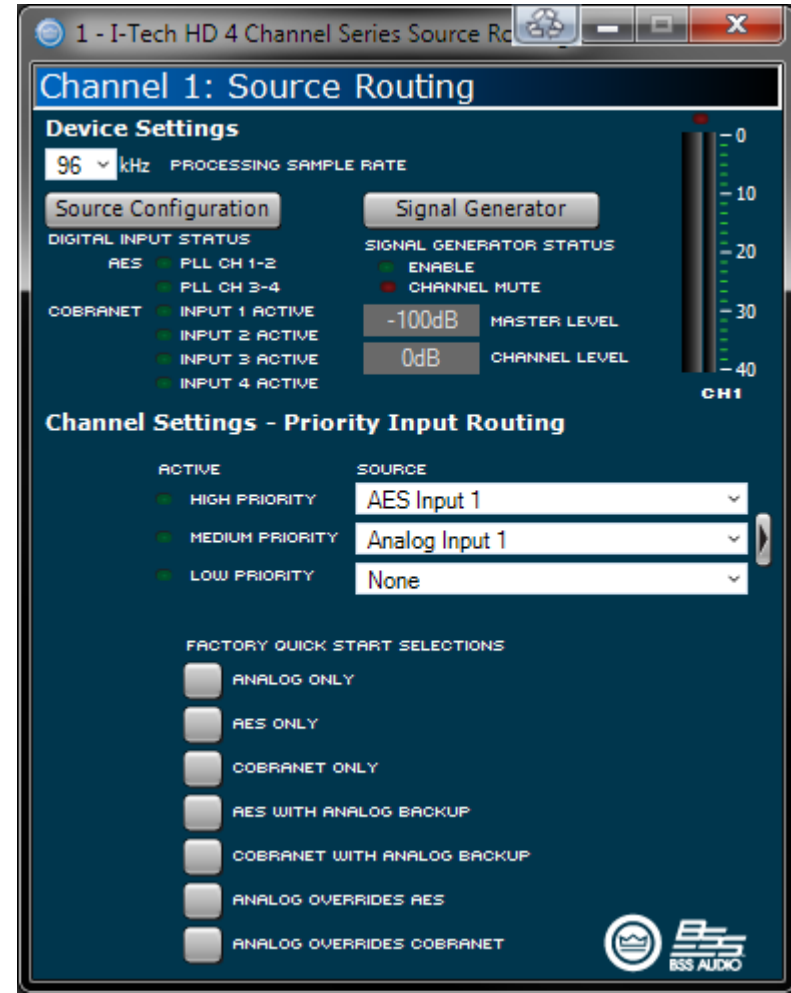 1 - I-Tech HD 4 Channel Series Source Ro
Channel 1: Source Routing
Device Settings
96 kHz PROCESSING SAMPLE RATE
Source Configuration
Signal Generator
DIGITAL INPUT STATUS
AES PLL CH 1-2
PLL CH 3-4
COBRANET INPUT 1 ACTIVE
INPUT 2 ACTIVE
INPUT 3 ACTIVE
INPUT 4 ACTIVE
SIGNAL GENERATOR STATUS
ENABLE
CHANNEL MUTE
-100dB MASTER LEVEL
0dB CHANNEL LEVEL
0
10
20
30
40
CH1
Channel Settings - Priority Input Routing
ACTIVE SOURCE
HIGH PRIORITY AES Input 1
MEDIUM PRIORITY Analog Input 1
LOW PRIORITY None
FACTORY QUICK START SELECTIONS
ANALOG ONLY
AES ONLY
COBRANET ONLY
AES WITH ANALOG BACKUP
COBRANET WITH ANALOG BACKUP
ANALOG OVERRIDES AES
ANALOG OVERRIDES COBRANET
BSS
BSS AUDIO